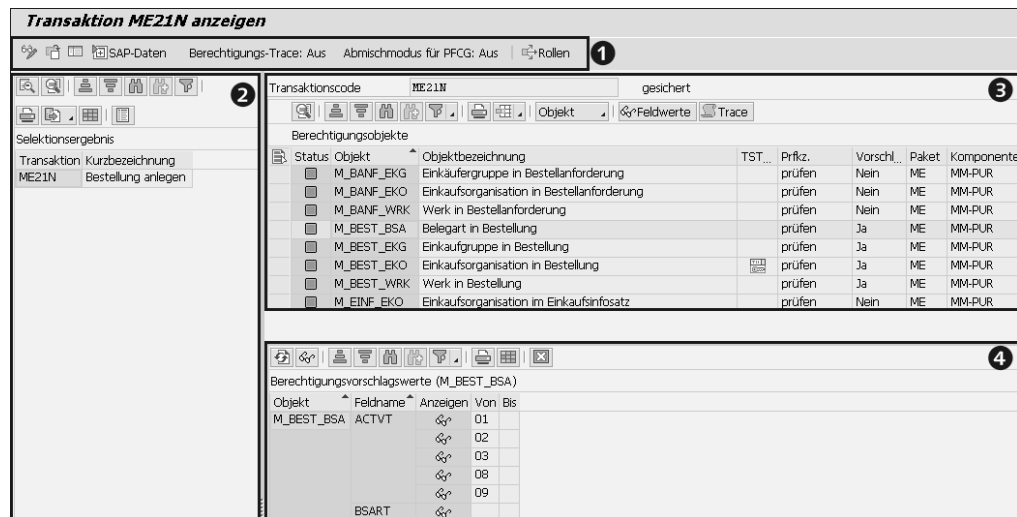 Transaktion ME21N anzeigen
SAP-Daten Berechtigungs-Trace: Aus Abmischmodus für PFCG: Aus Rollen 1
2
Selektionsergebnis
Transaktion Kurzbezeichnung
ME21N Bestellung anlegen
Transaktionscode ME21N gesichert 3
Objekt Feldwerte Trace
Berechtigungsobjekte
Status Objekt Objektbezeichnung TST... Prfkz. Vorschl... Paket Komponente
M_BANF_EKG Einkäufergruppe in Bestellanforderung prüfen Nein ME MM-PUR
M_BANF_EKO Einkaufsorganisation in Bestellanforderung prüfen Nein ME MM-PUR
M_BANF_WRK Werk in Bestellanforderung prüfen Nein ME MM-PUR
M_BEST_BSA Belegart in Bestellung prüfen Ja ME MM-PUR
M_BEST_EKG Einkaufgruppe in Bestellung prüfen Ja ME MM-PUR
M_BEST_EKO Einkaufsorganisation in Bestellung prüfen Ja ME MM-PUR
M_BEST_WRK Werk in Bestellung prüfen Ja ME MM-PUR
M_EINF_EKO Einkaufsorganisation im Einkaufsinfosatz prüfen Nein ME MM-PUR
4
Berechtigungsvorschlagswerte (M_BEST_BSA)
Objekt Feldname Anzeigen Von Bis
M_BEST_BSA ACTVT 01
02
03
08
09
BSART